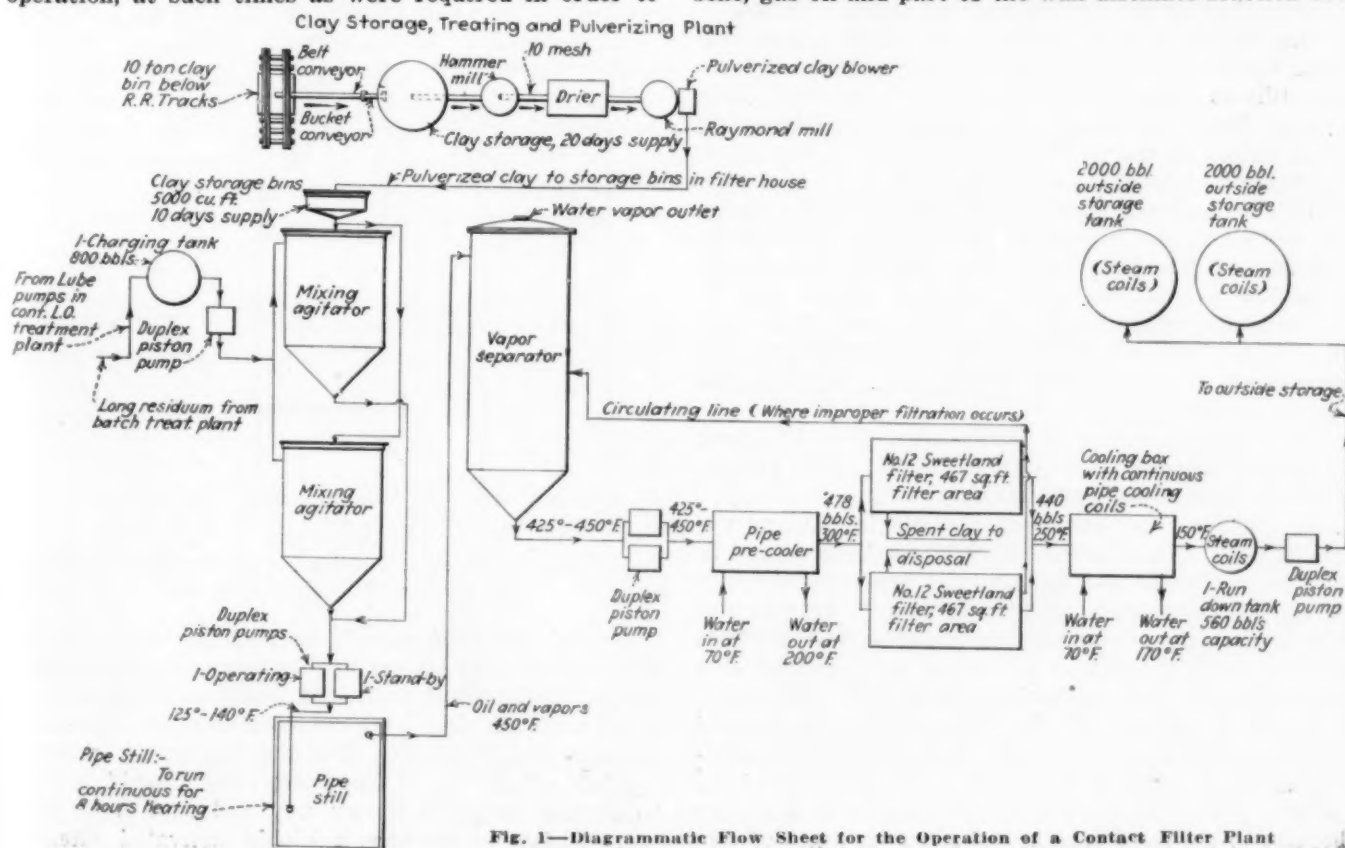 Clay Storage, Treating and Pulverizing Plant
10 ton clay
bin below
R.R. Tracks
Belt
conveyor
Bucket
conveyor
Hammer
mill
10 mesh
Drier
Pulverized clay blower
Raymond mill
Clay storage, 20 days supply
Pulverized clay to storage bins in filter house
Clay storage bins
5000 cu. ft.
10 days supply
1-Charging tank
800 bbls.
From Lube
pumps in
cont. L.O.
treatment
plant
Duplex
piston
pump
Long residuum from
batch treat. plant
Mixing
agitator
Mixing
agitator
Water vapor outlet
Vapor
separator
Circulating line (Where improper filtration occurs)
2000 bbl.
outside
storage
tank
2000 bbl.
outside
storage
tank
(Steam
coils)
(Steam
coils)
To outside storage
425°-450°F.
Duplex
piston
pump
425°-
450°F.
Pipe
pre-cooler
Water
in at
70°F.
Water
out at
200°F.
478
bbls.
300°F.
No.12 Sweetland
filter, 467 sq.ft.
filter area
Spent clay to
disposal
No.12 Sweetland
filter, 467 sq.ft.
filter area
440
bbls
250°F.
Cooling box
with continuous
pipe cooling
coils
Water
in at
70°F.
Water
out at
170°F.
150°F.
Steam
coils
1-Run
down tank
560 bbl's
capacity
Duplex
piston
pump
Duplex
piston pumps
1-Operating
1-Stand-by
125°-140°F.
Oil and vapors
450°F.
Pipe Still:-
To run
continuous for
8 hours heating
Pipe
still
Fig. 1—Diagrammatic Flow Sheet for the Operation of a Contact Filter Plant